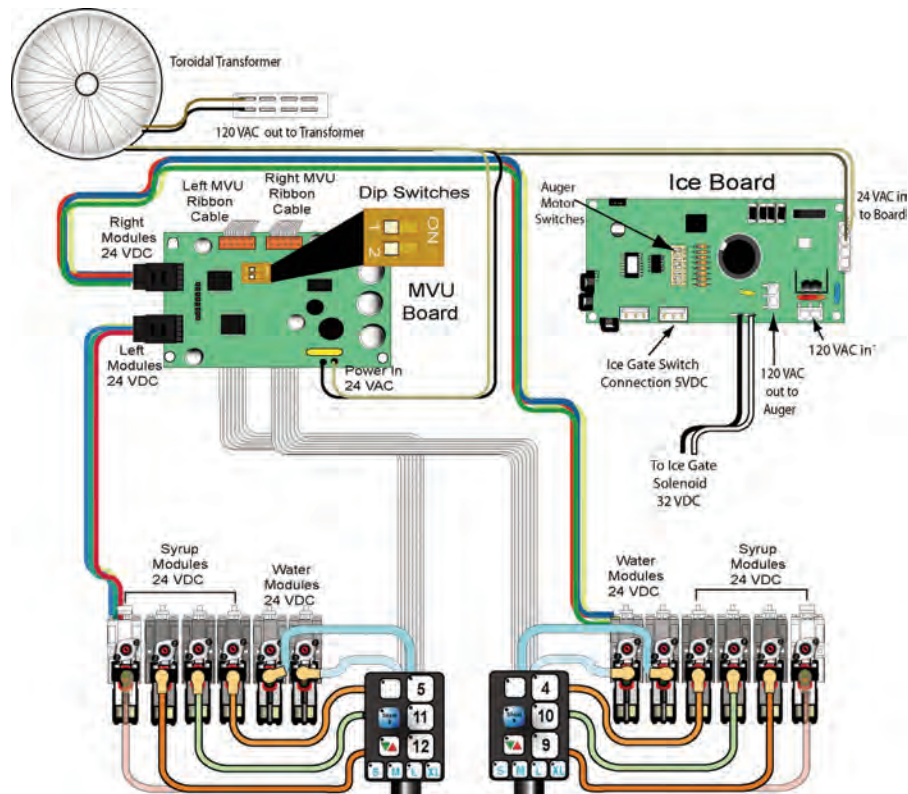 Toroidal Transformer
120 VAC out to Transformer
Left MVU
Ribbon
Cable
Right MVU
Ribbon
Cable
Dip Switches
ON
1
2
Right
Modules
24 VDC
MVU
Board
Left
Modules
24 VDC
Power In
24 VAC
Auger
Motor
Switches
Ice Board
24 VAC in
to Board
Ice Gate Switch
Connection 5VDC
120 VAC
out to
Auger
120 VAC in
To Ice Gate
Solenoid
32 VDC
Syrup
Modules
24 VDC
Water
Modules
24 VDC
Water
Modules
24 VDC
Syrup
Modules
24 VDC
5
11
12
S M L XL
4
10
9
S M L XL